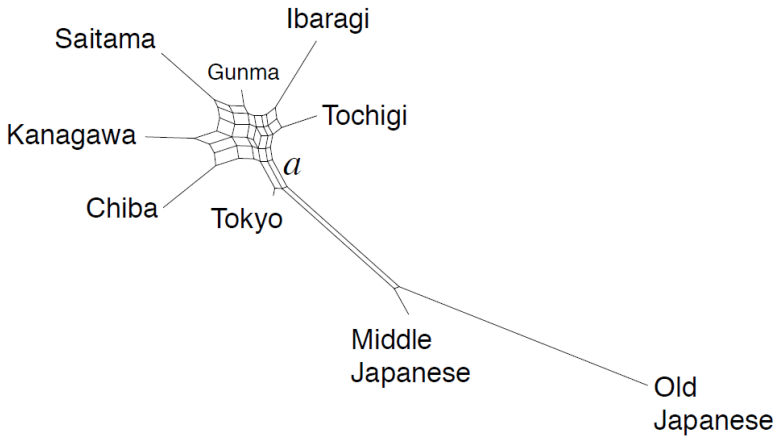 Ibaragi
Saitama
Gunma
Tochigi
Kanagawa
a
Chiba
Tokyo
Middle
Japanese
Old
Japanese